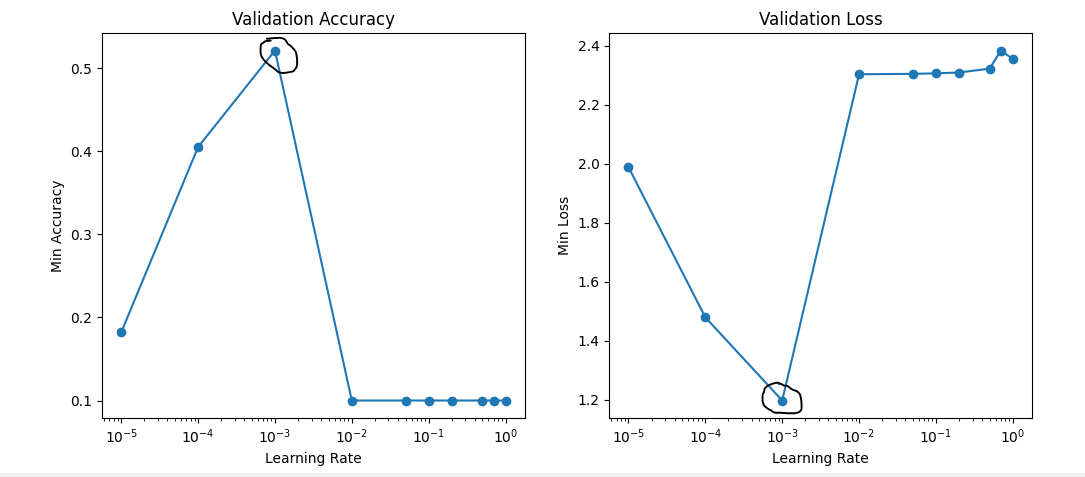 Validation Accuracy
Min Accuracy
0.5
0.4
0.3
0.2
0.1
10⁻⁵ 10⁻⁴ 10⁻³ 10⁻² 10⁻¹ 10⁰
Learning Rate
Validation Loss
Min Loss
2.4
2.2
2.0
1.8
1.6
1.4
1.2
10⁻⁵ 10⁻⁴ 10⁻³ 10⁻² 10⁻¹ 10⁰
Learning Rate